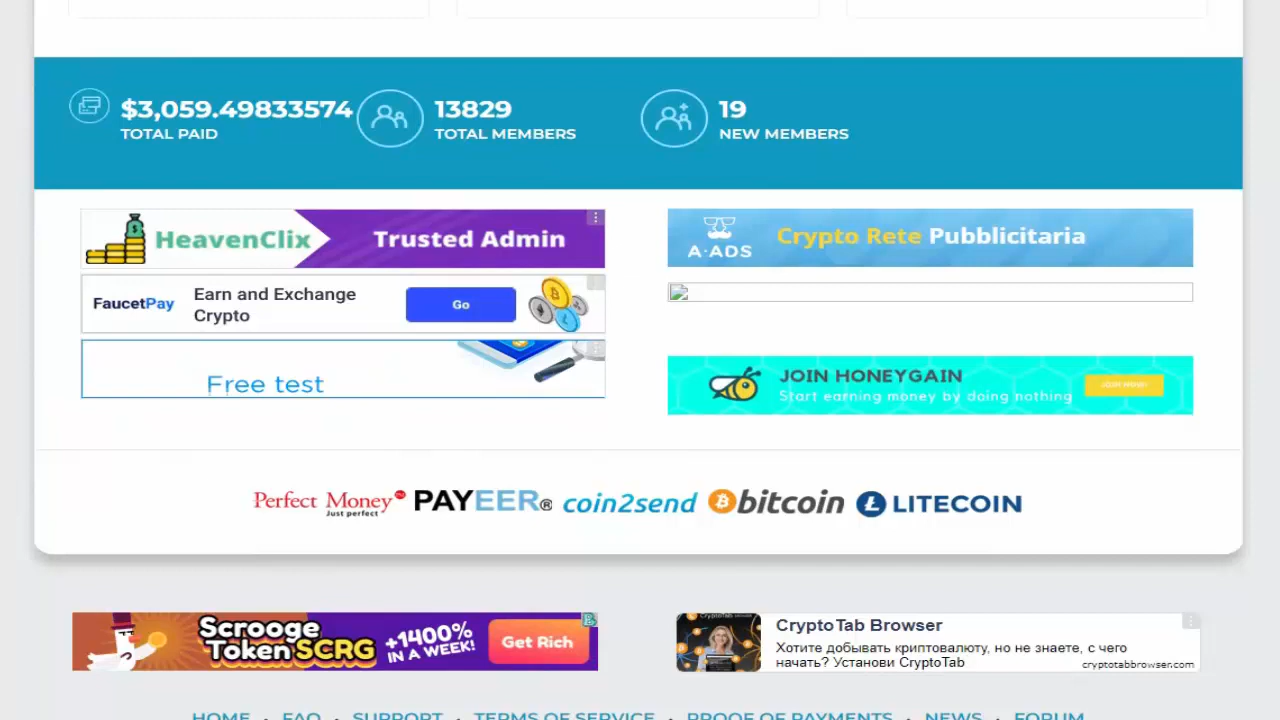 $3,059.49833574
TOTAL PAID
13829
TOTAL MEMBERS
19
NEW MEMBERS
HeavenClix
Trusted Admin
A·ADS
Crypto Rete Pubblicitaria
FaucetPay
Earn and Exchange
Crypto
Go
Free test
JOIN HONEYGAIN
Start earning money by doing nothing
JOIN NOW!
Perfect Money
Just perfect
PAYEER®
coin2send
bitcoin
LITECOIN
Scrooge
Token SCRG
+1400%
IN A WEEK!
Get Rich
CryptoTab Browser
Хотите добывать криптовалюту, но не знаете, с чего
начать? Установи CryptoTab
cryptotabbrowser.com
HOME · FAQ · SUPPORT · TERMS OF SERVICE · PROOF OF PAYMENTS · NEWS · FORUM